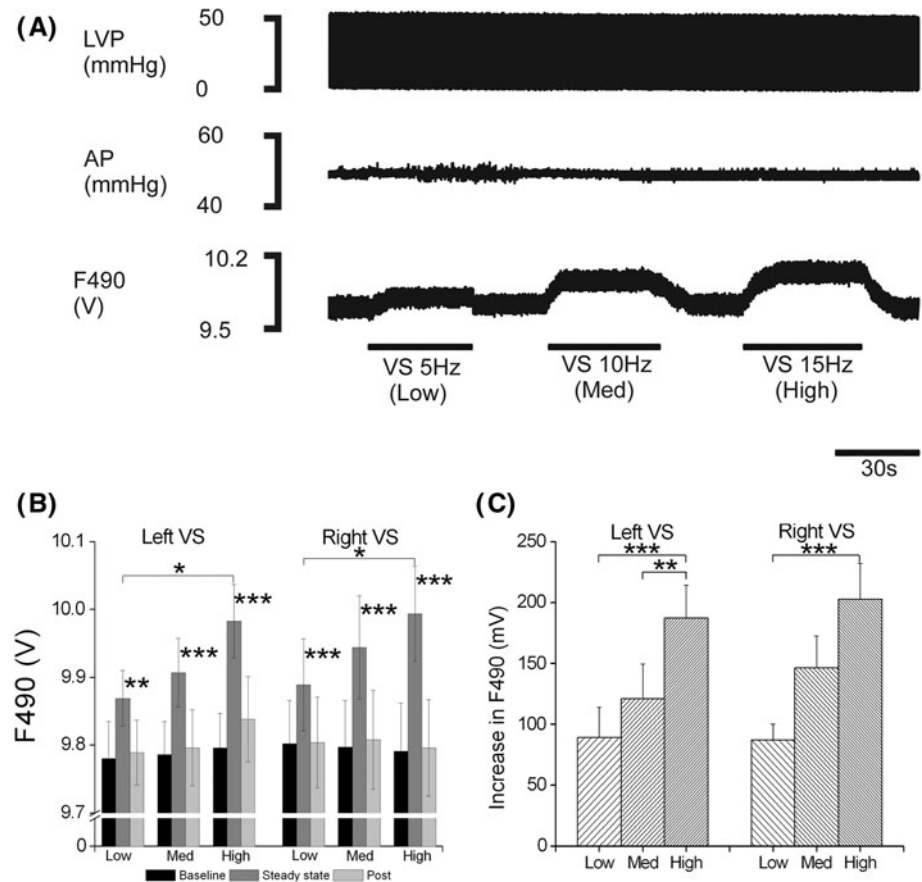 (A)
LVP
(mmHg)
50
0
AP
(mmHg)
60
40
F490
(V)
10.2
9.5
VS 5Hz
(Low)
VS 10Hz
(Med)
VS 15Hz
(High)
30s
(B)
Left VS
Right VS
*
*
**
***
***
***
***
***
F490 (V)
10.1
10.0
9.9
9.8
9.7
0
Low
Med
High
Low
Med
High
Baseline
Steady state
Post
(C)
Left VS
Right VS
***
**
***
Increase in F490 (mV)
250
200
150
100
50
0
Low
Med
High
Low
Med
High